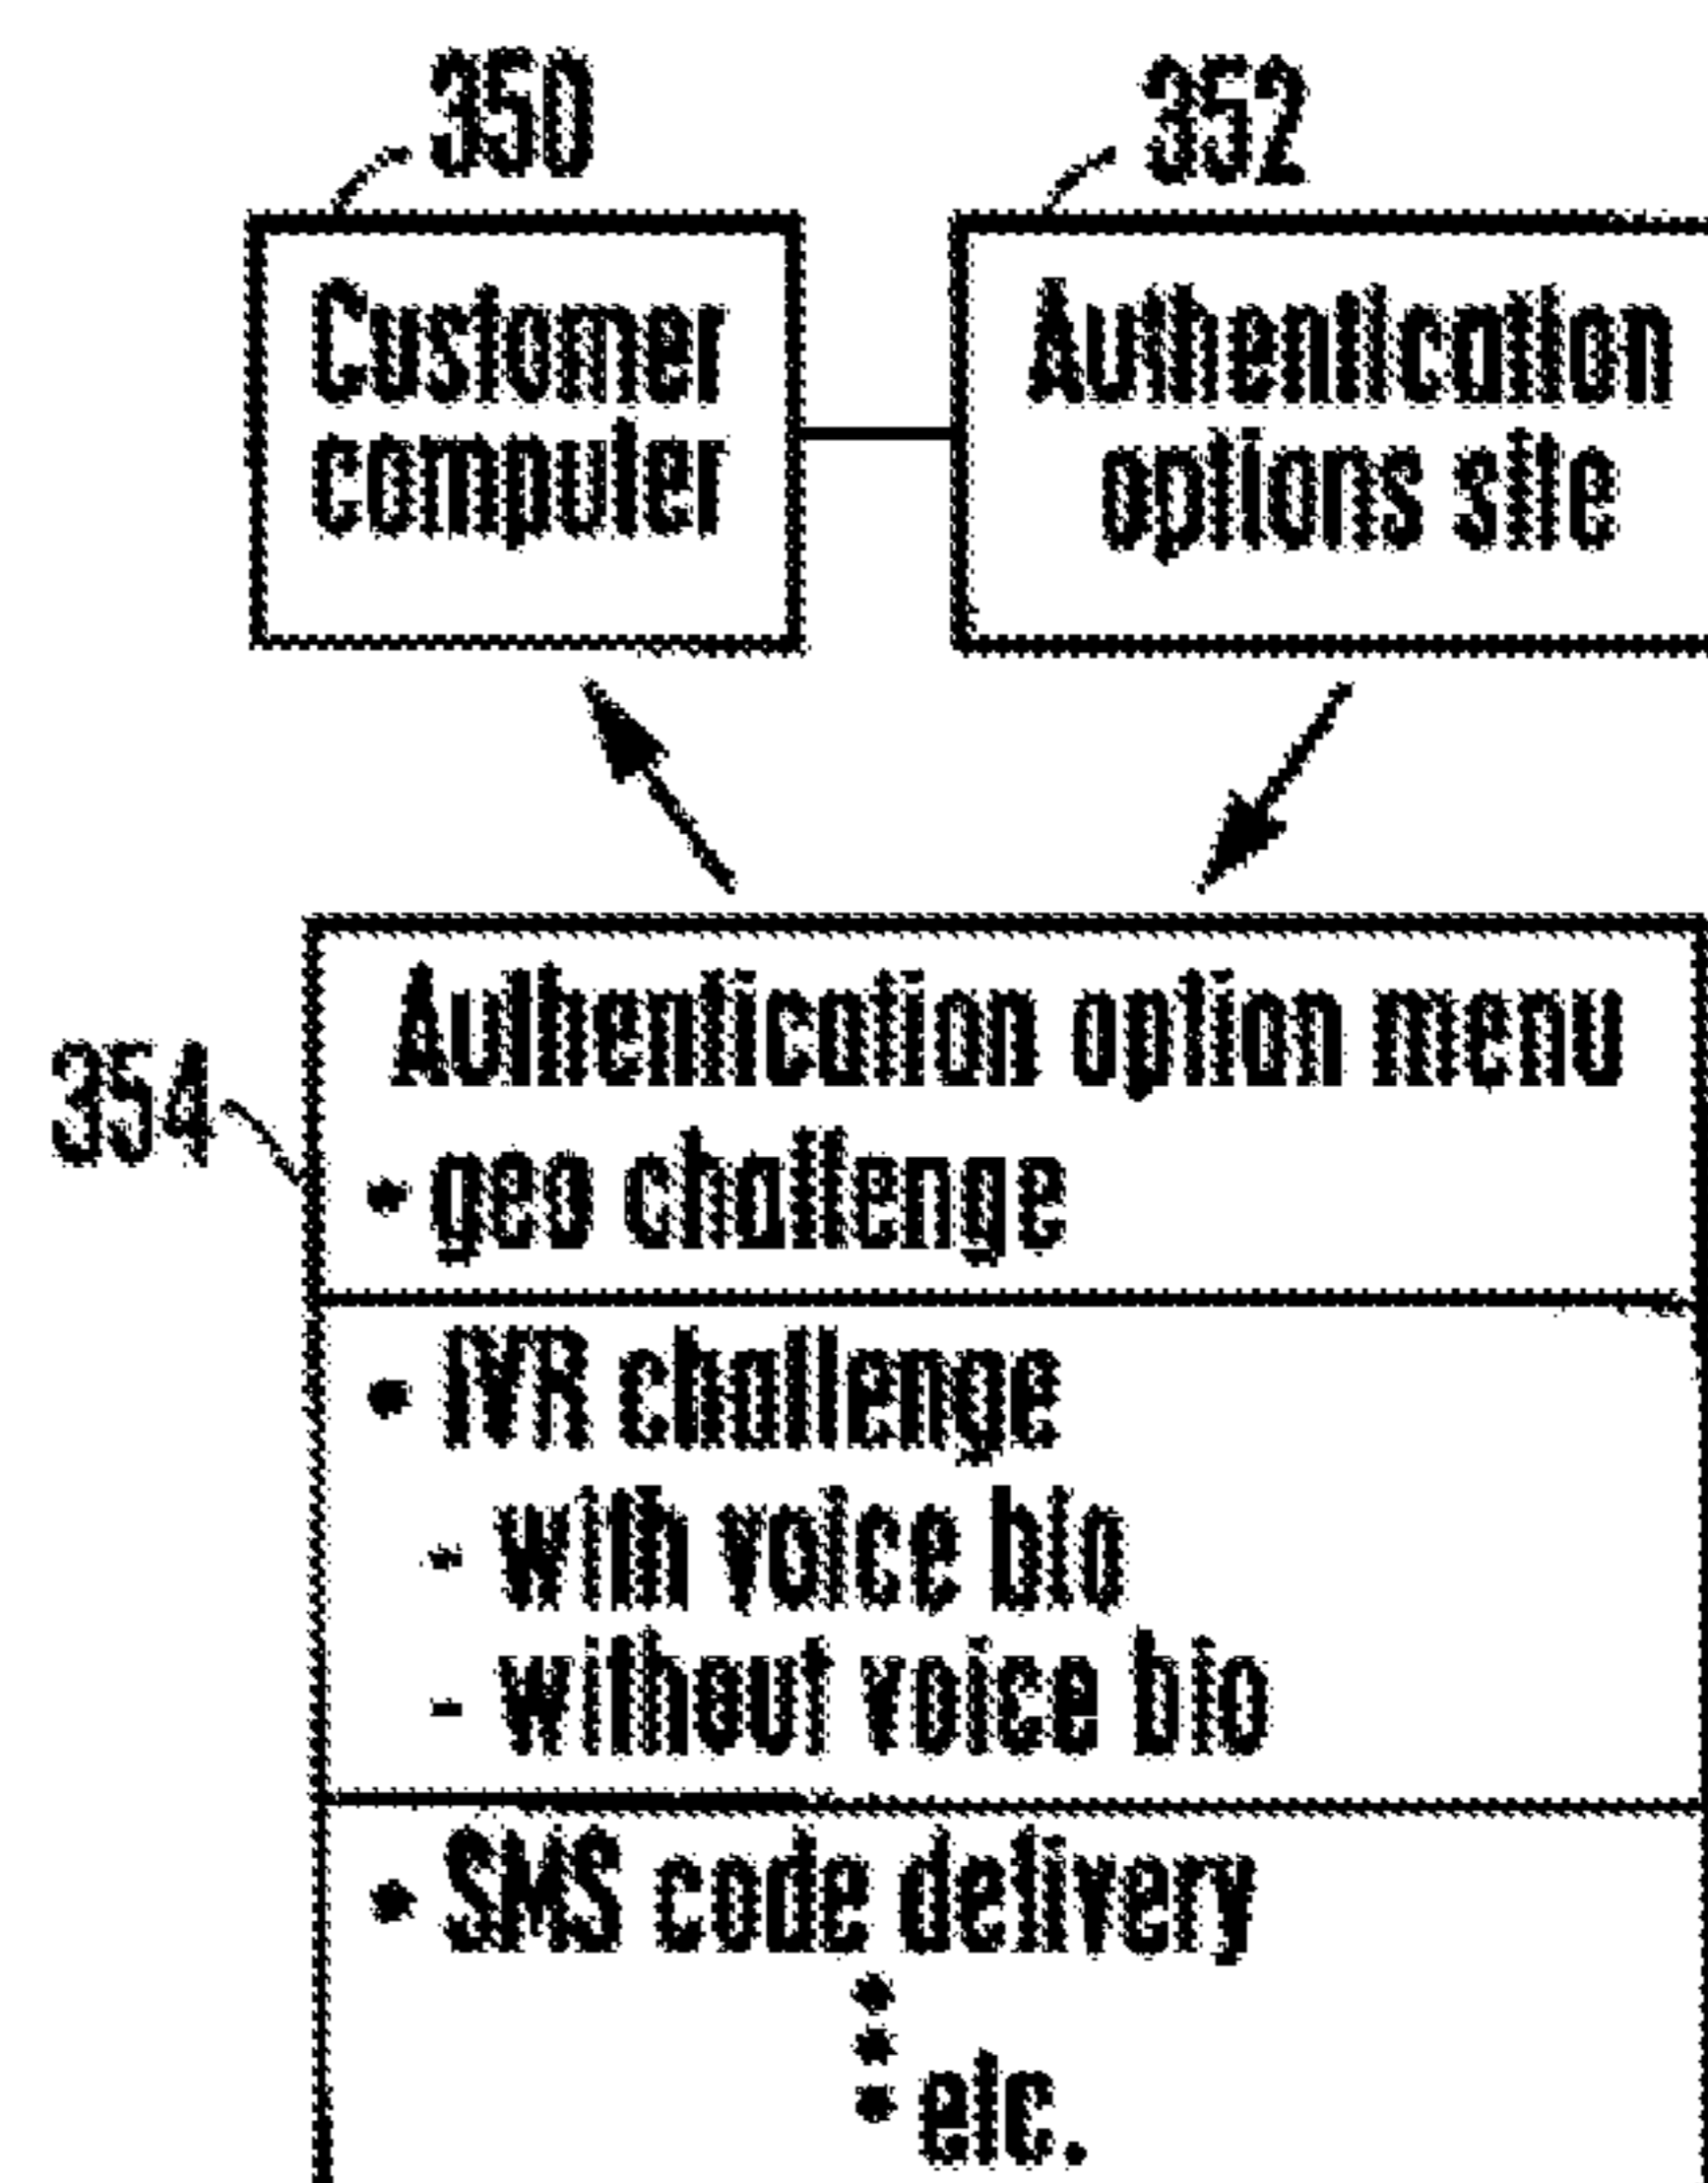 350
352
Customer
computer
Authentication
options site
354
Authentication option menu
• geo challenge
• IVR challenge
- with voice bio
- without voice bio
• SMS code delivery
•
•
• etc.